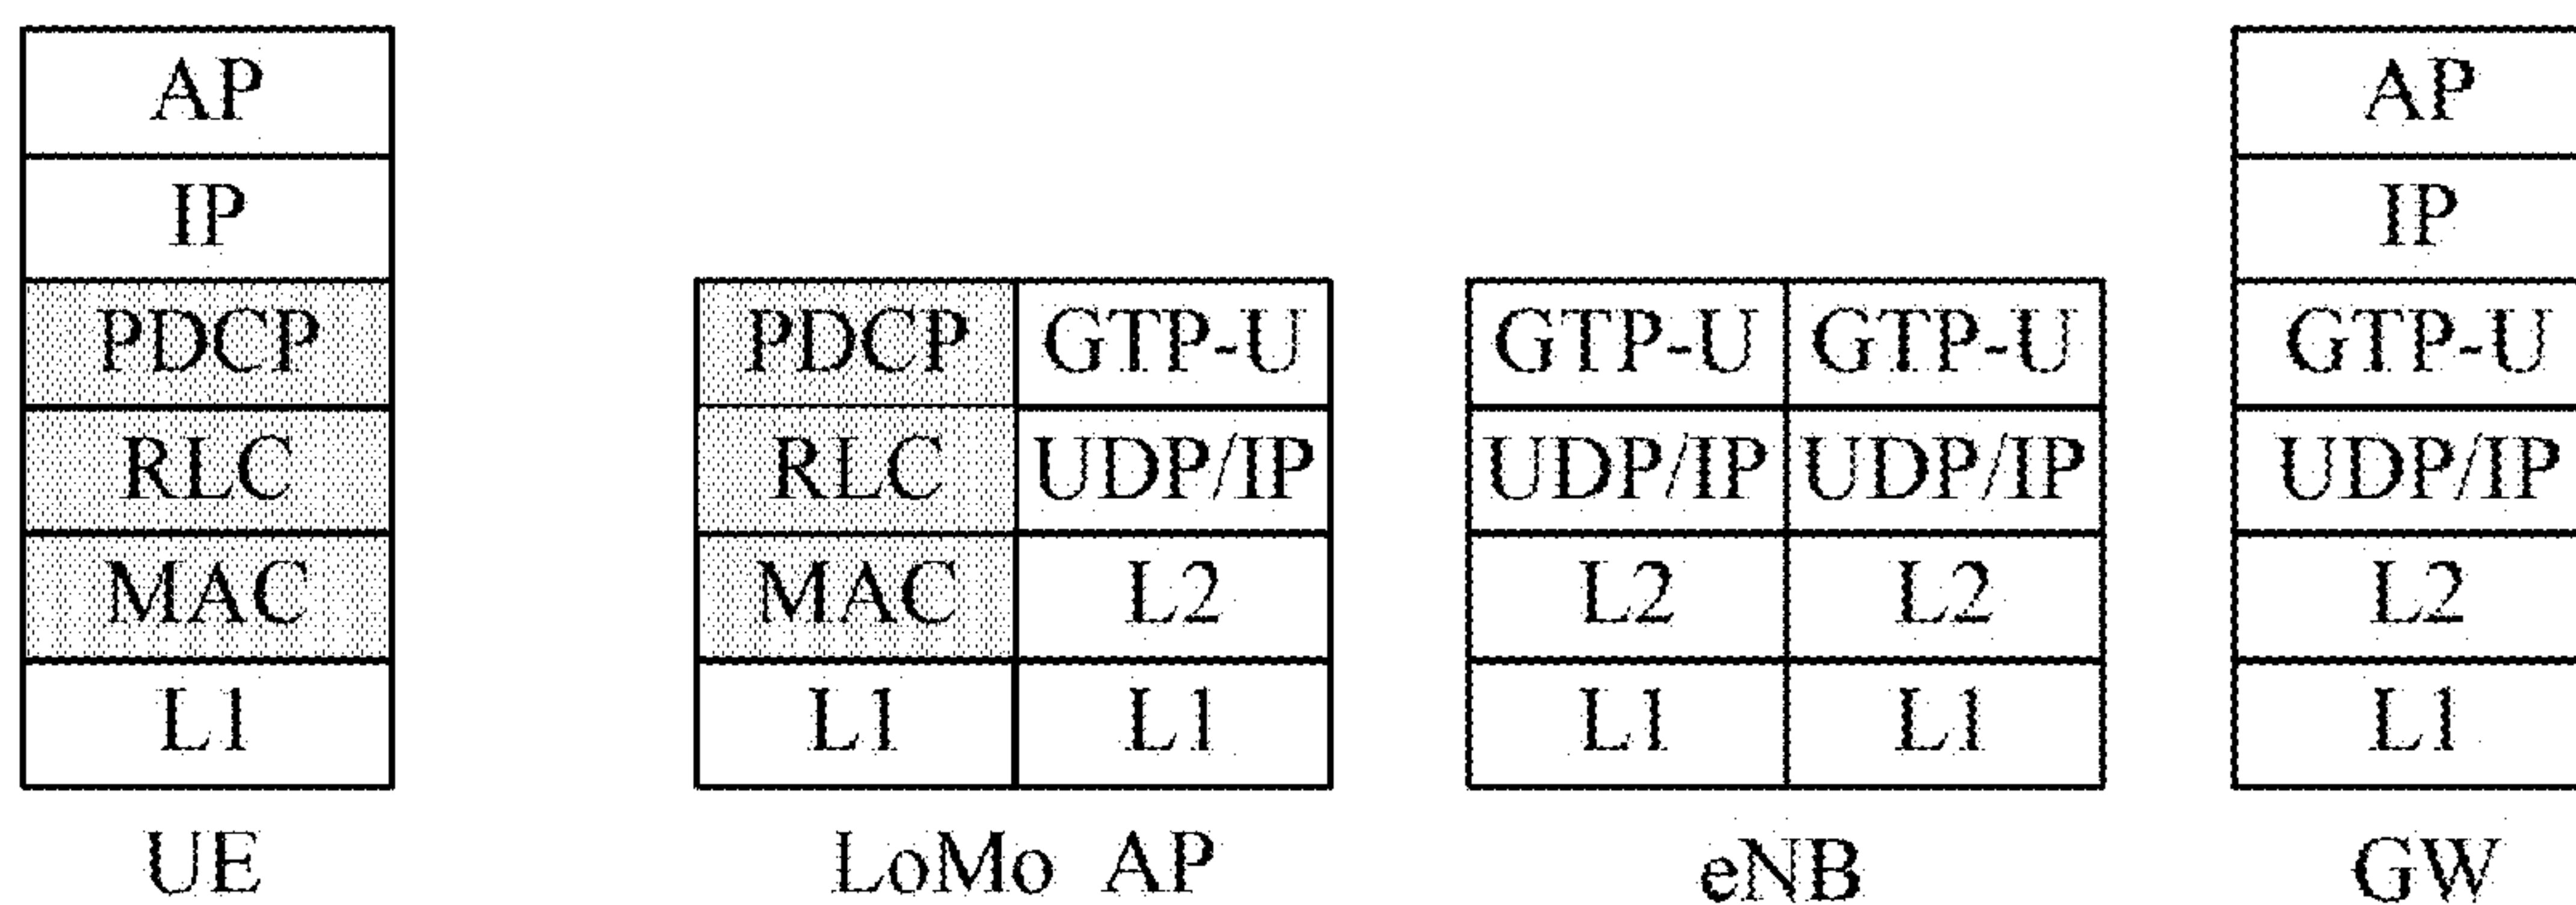 AP AP
IP IP
PDCP PDCP GTP-U GTP-U GTP-U GTP-U
RLC RLC UDP/IP UDP/IP UDP/IP UDP/IP
MAC MAC L2 L2 L2 L2
L1 L1 L1 L1 L1 L1
UE LoMo AP eNB GW